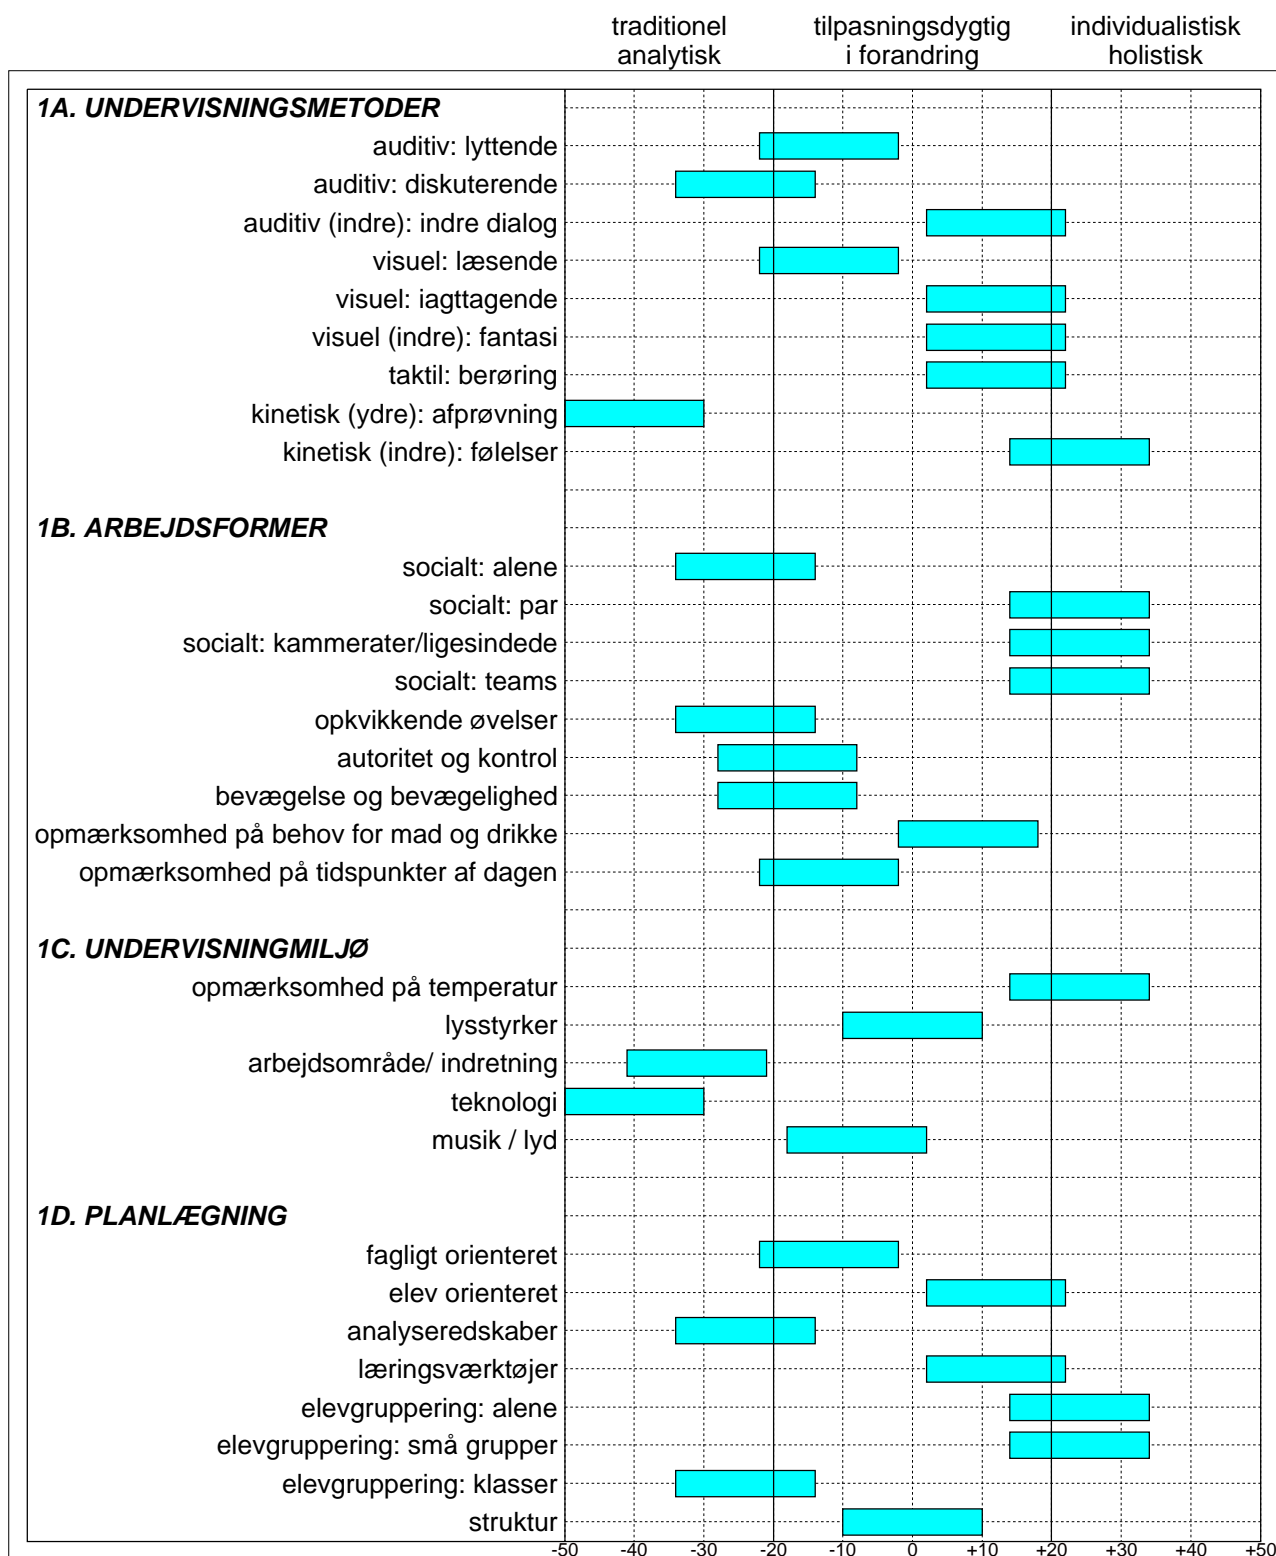 traditionel tilpasningsdygtig individualistisk
analytisk i forandring holistisk
1A. UNDERVISNINGSMETODER
auditiv: lyttende
auditiv: diskuterende
auditiv (indre): indre dialog
visuel: læsende
visuel: iagttagende
visuel (indre): fantasi
taktil: berøring
kinetisk (ydre): afprøvning
kinetisk (indre): følelser
1B. ARBEJDSFORMER
socialt: alene
socialt: par
socialt: kammerater/ligesindede
socialt: teams
opkvikkende øvelser
autoritet og kontrol
bevægelse og bevægelighed
opmærksomhed på behov for mad og drikke
opmærksomhed på tidspunkter af dagen
1C. UNDERVISNINGMILJØ
opmærksomhed på temperatur
lysstyrker
arbejdsområde/ indretning
teknologi
musik / lyd
1D. PLANLÆGNING
fagligt orienteret
elev orienteret
analyseredskaber
læringsværktøjer
elevgruppering: alene
elevgruppering: små grupper
elevgruppering: klasser
struktur
-50 -40 -30 -20 -10 0 +10 +20 +30 +40 +50